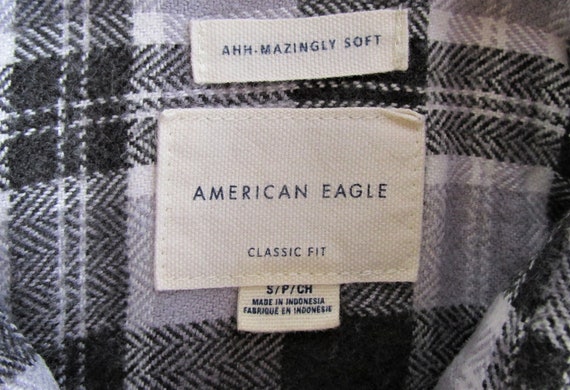 AHH-MAZINGLY SOFT
AMERICAN EAGLE
CLASSIC FIT
S/P/CH
MADE IN INDONESIA
FABRIQUÉ EN INDONÉSIE